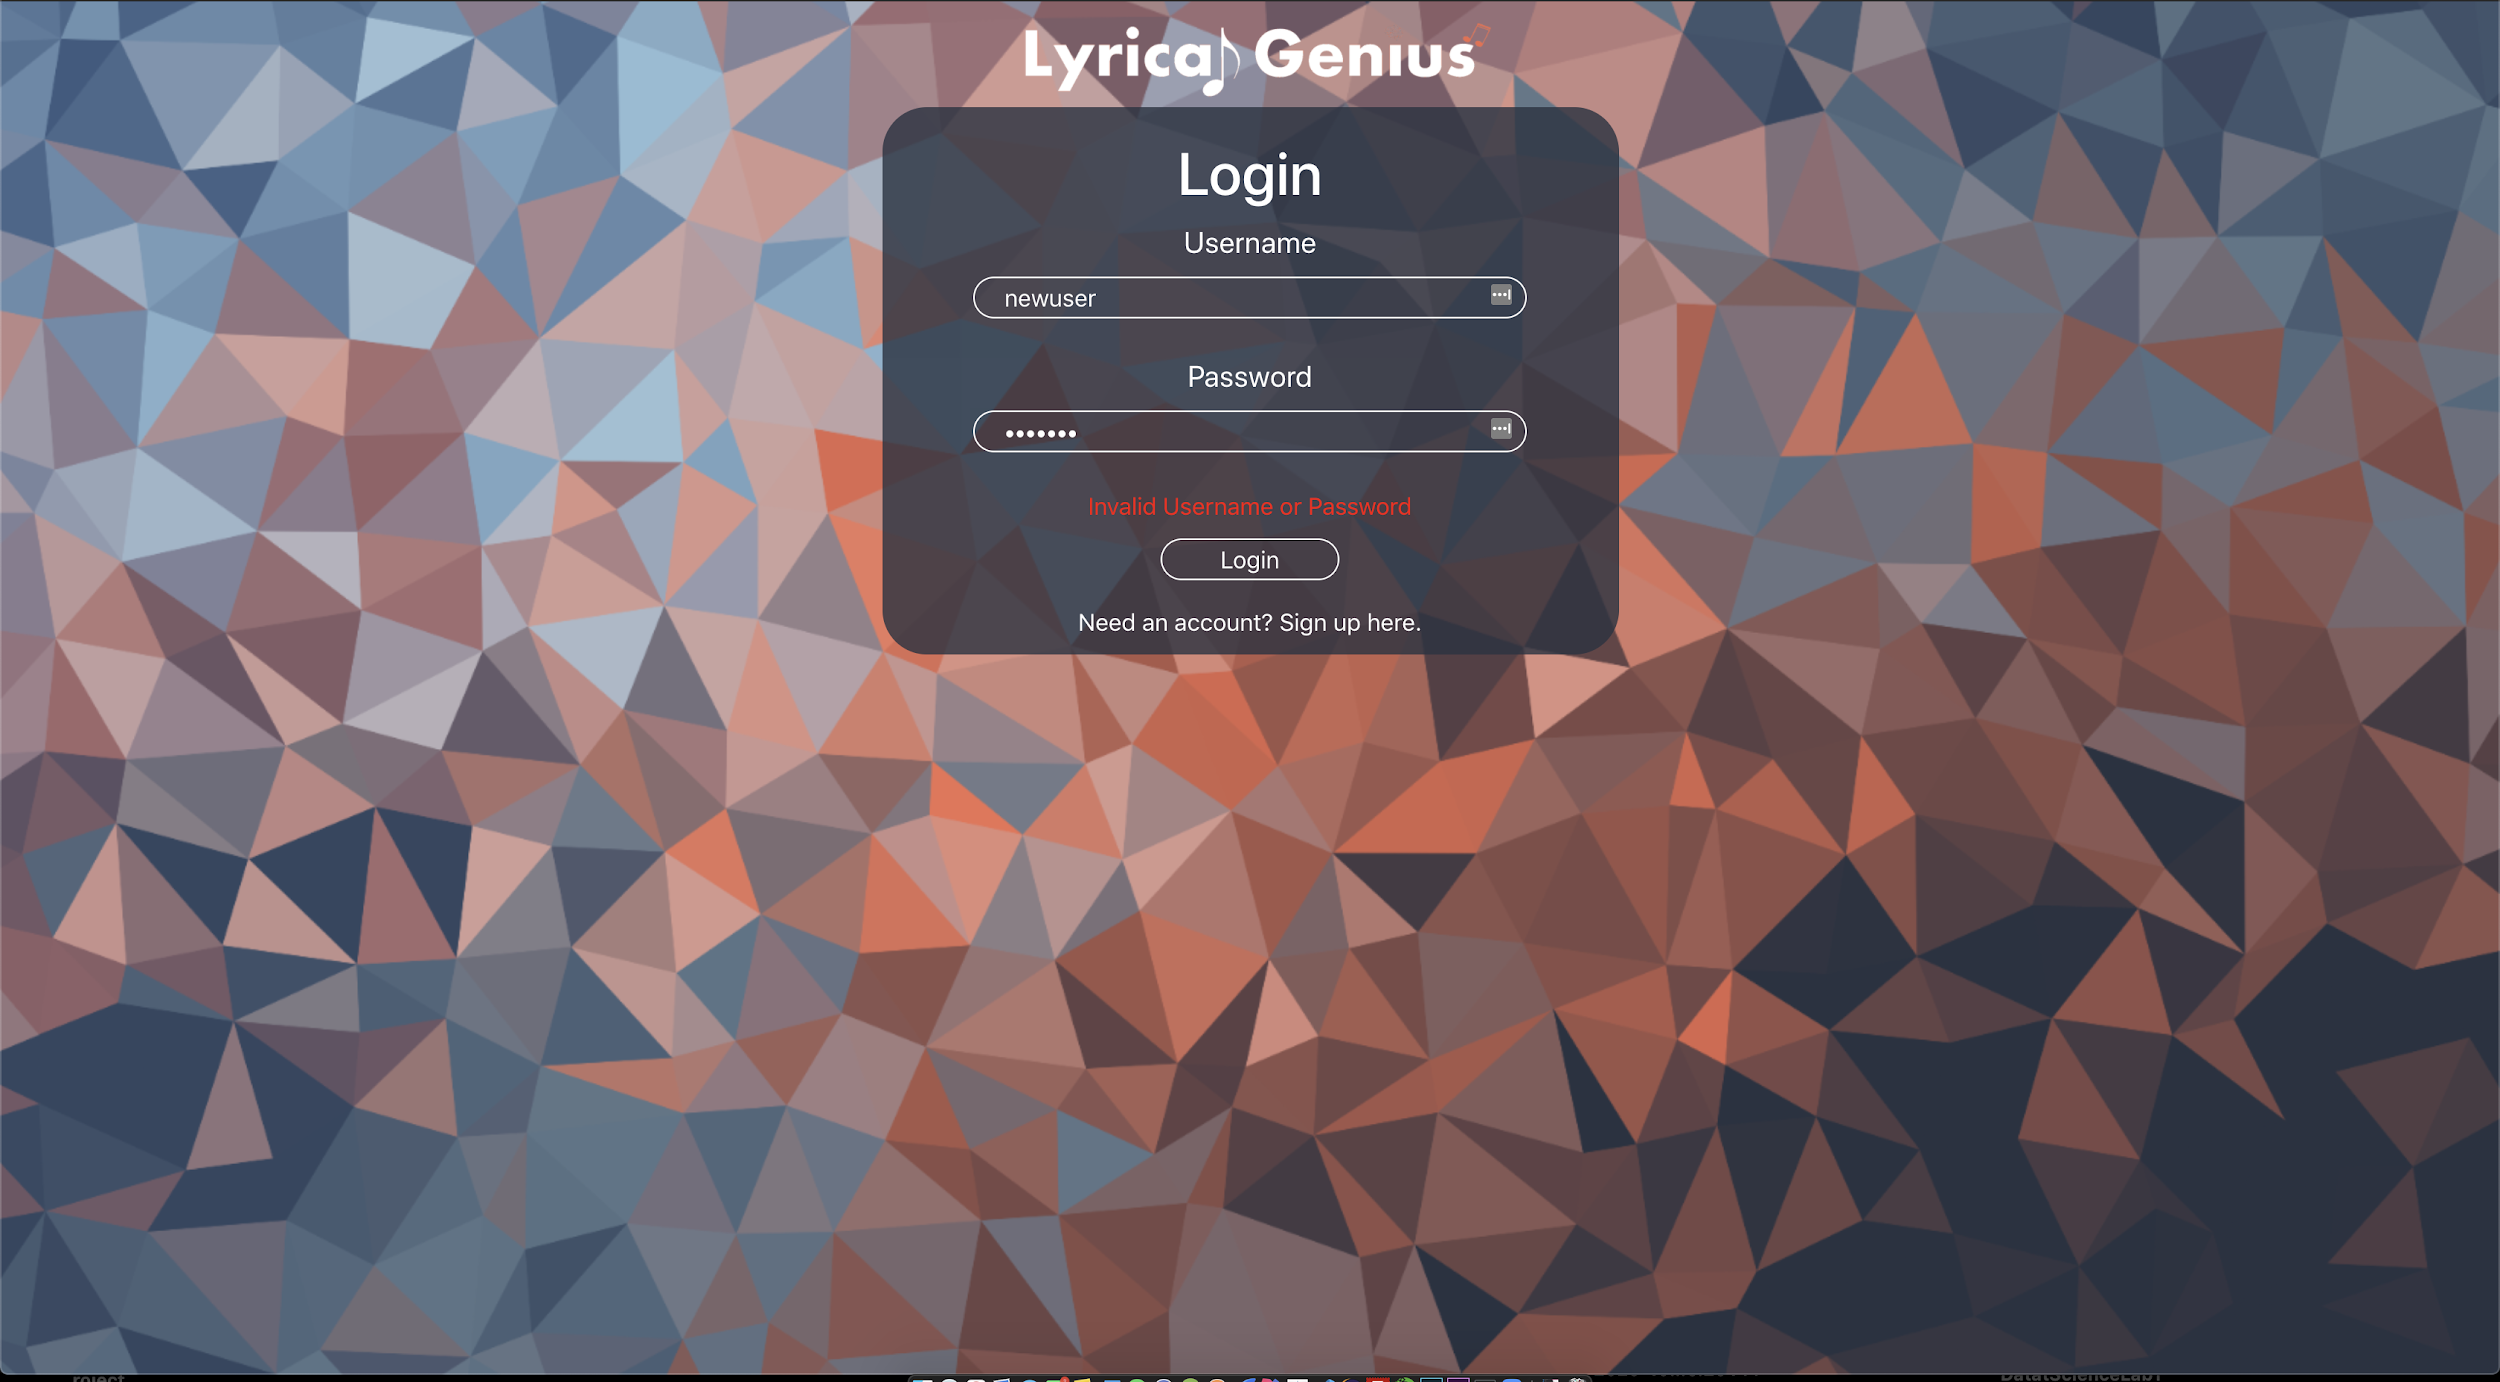 Lyrical Genius
Login
Username
newuser
Password
Invalid Username or Password
Login
Need an account? Sign up here.